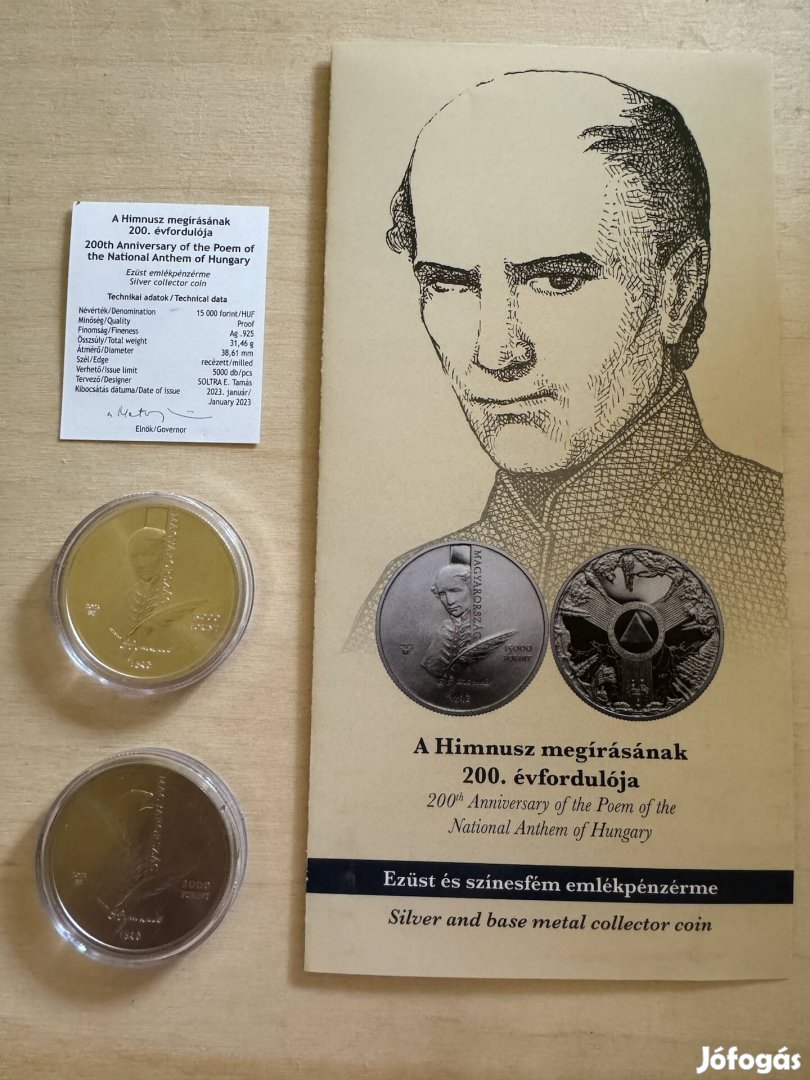 A Himnusz megírásának
200. évfordulója
200th Anniversary of the Poem of
the National Anthem of Hungary
Ezüst emlékpénzérme
Silver collector coin
Technikai adatok/Technical data
Névérték/Denomination 15 000 forint/HUF
Minőség/Quality Proof
Finomság/Fineness Ag .925
Összsúly/Total weight 31,46 g
Átmérő/Diameter 38,61 mm
Szél/Edge recézett/milled
Verhető/Issue limit 5000 db/pcs
Tervező/Designer SOLTRA E. Tamás
Kibocsátás dátuma/Date of issue 2023. január/
January 2023
Elnök/Governor
MAGYARORSZÁG
FORINT
MAGYARORSZÁG
3000
FORINT
MAGYARORSZÁG
15000
FORINT
A Himnusz megírásának
200. évfordulója
200th Anniversary of the Poem of the
National Anthem of Hungary
Ezüst és színesfém emlékpénzérme
Silver and base metal collector coin
Jófogás